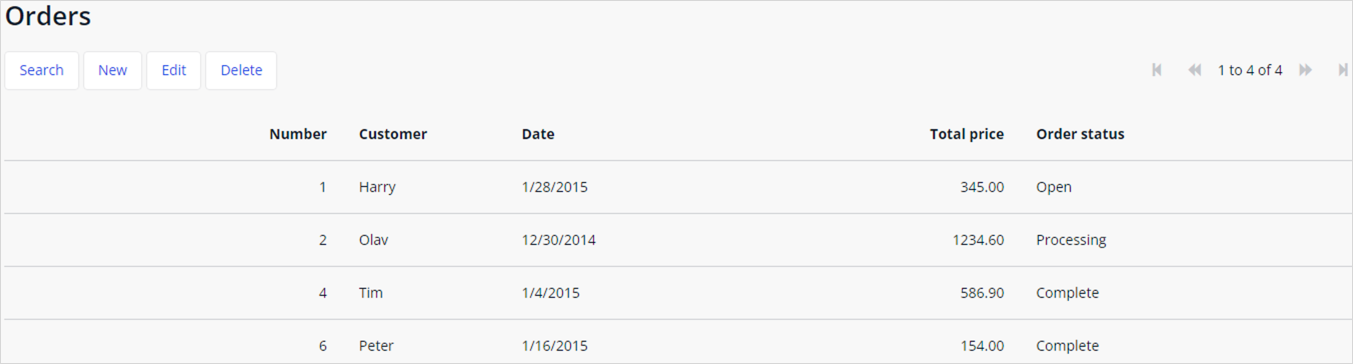 Orders
Search New Edit Delete 1 to 4 of 4
Number Customer Date Total price Order status
1 Harry 1/28/2015 345.00 Open
2 Olav 12/30/2014 1234.60 Processing
4 Tim 1/4/2015 586.90 Complete
6 Peter 1/16/2015 154.00 Complete